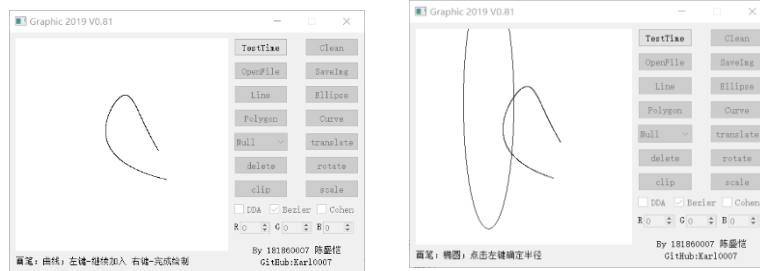 Graphic 2019 V0.81
TestTime Clean
OpenFile SaveImg
Line Ellipse
Polygon Curve
Null translate
delete rotate
clip scale
DDA Bezier Cohen
R 0 G 0 B 0
By 181860007 陈盛恺
GitHub:Karl0007
画笔：曲线，左键-继续加入 右键-完成绘制
Graphic 2019 V0.81
TestTime Clean
OpenFile SaveImg
Line Ellipse
Polygon Curve
Null translate
delete rotate
clip scale
DDA Bezier Cohen
R 0 G 0 B 0
By 181860007 陈盛恺
GitHub:Karl0007
画笔：椭圆，点击左键确定半径